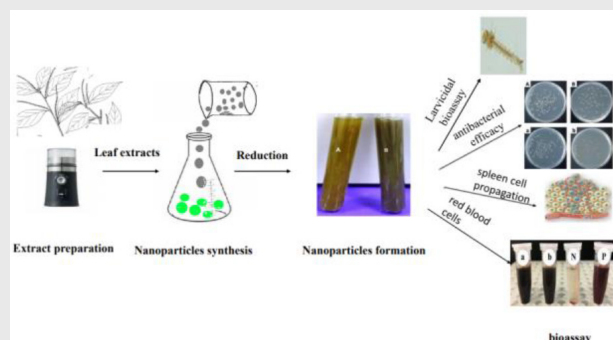 Larvicidal
bioassay
antibacterial
efficacy
Leaf extracts
Reduction
A
B
spleen cell
propagation
red blood
cells
Extract preparation
Nanoparticles synthesis
Nanoparticles formation
a
b
N
P
bioassay